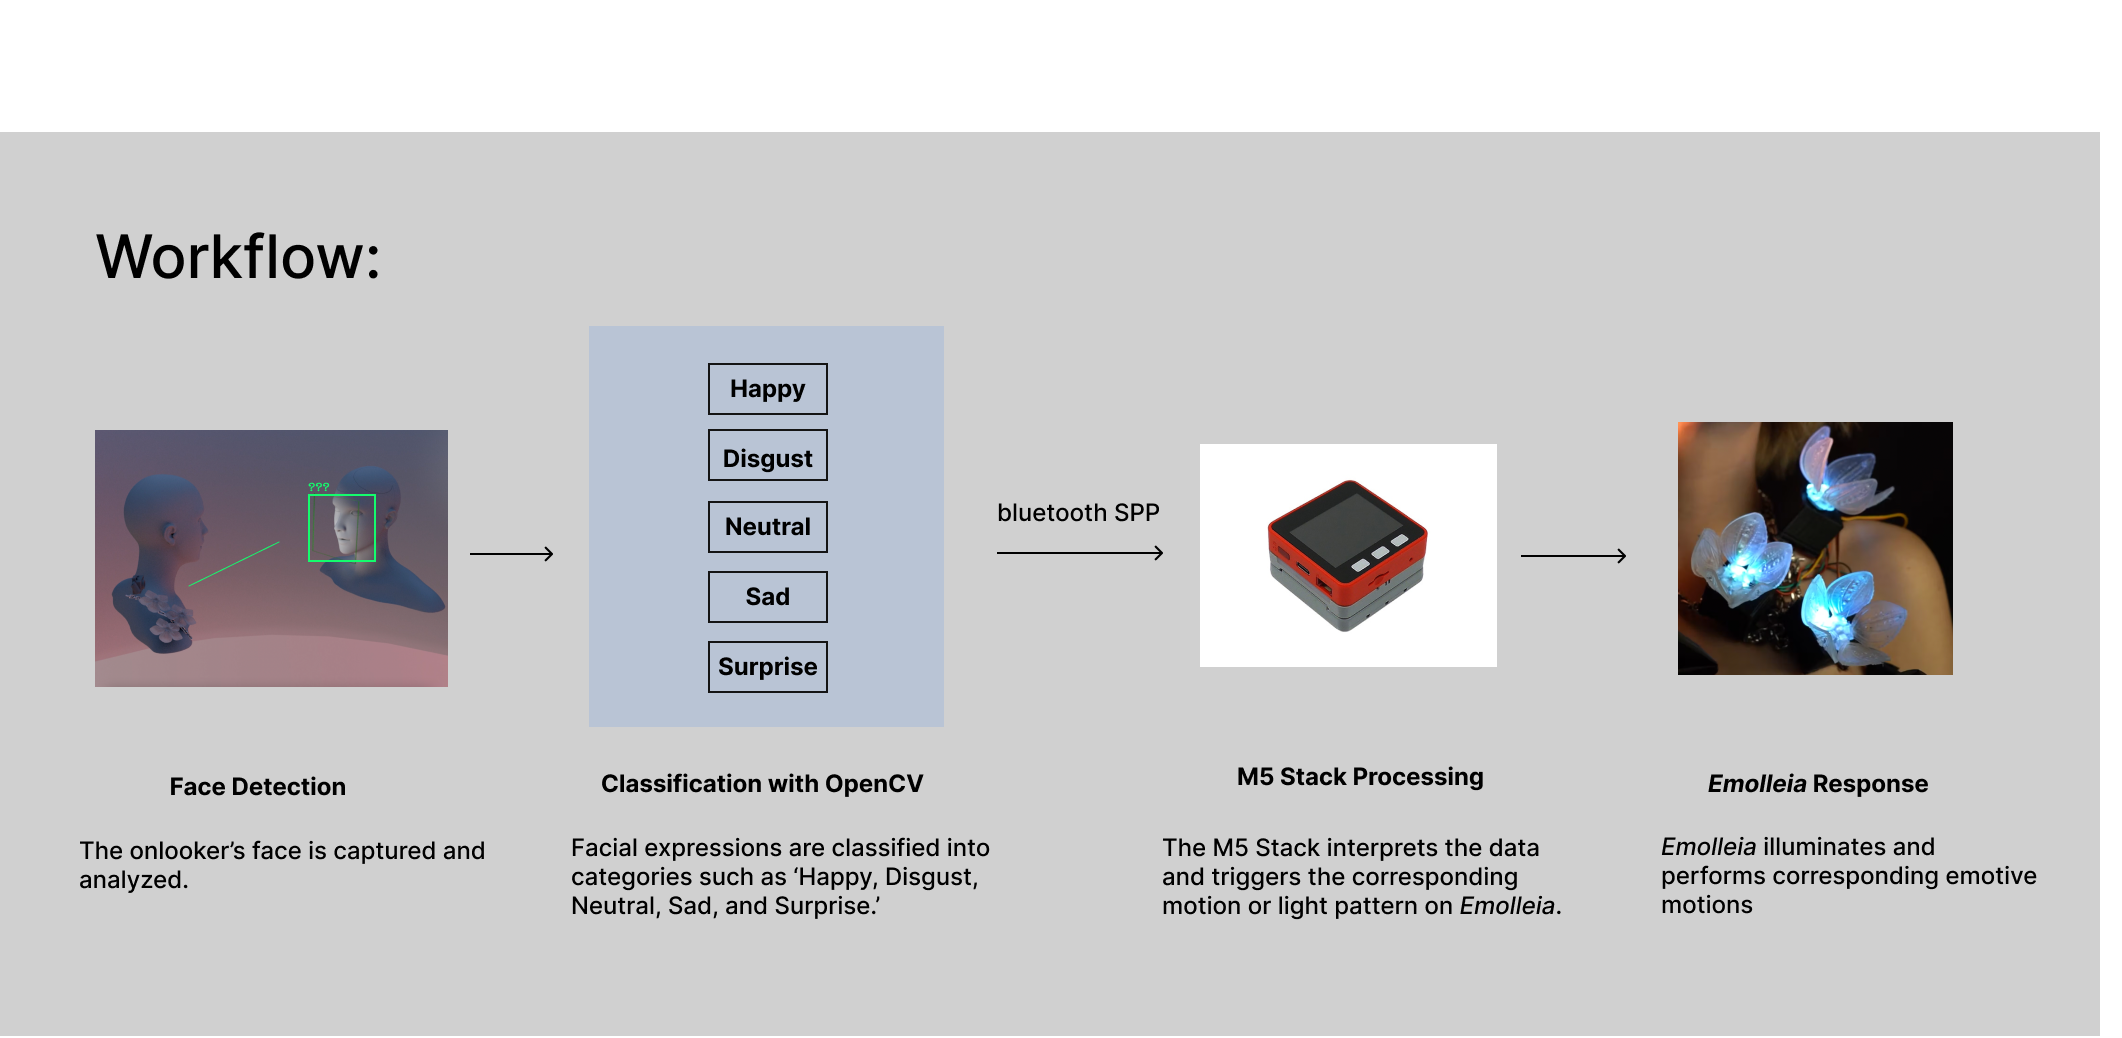 Workflow:
???
Happy
Disgust
Neutral
Sad
Surprise
bluetooth SPP
Face Detection
The onlooker’s face is captured and
analyzed.
Classification with OpenCV
Facial expressions are classified into
categories such as ‘Happy, Disgust,
Neutral, Sad, and Surprise.’
M5 Stack Processing
The M5 Stack interprets the data
and triggers the corresponding
motion or light pattern on Emolleia.
Emolleia Response
Emolleia illuminates and
performs corresponding emotive
motions